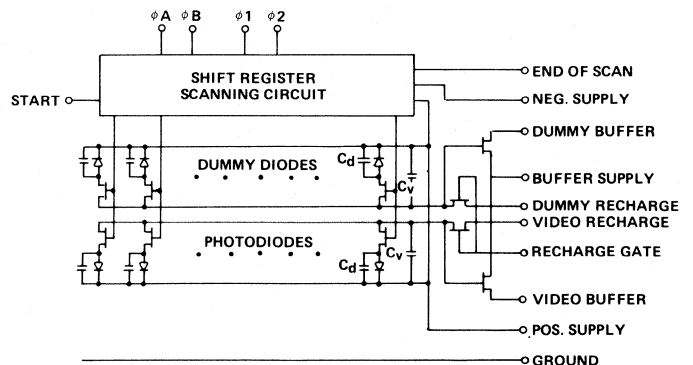 φA φB φ1 φ2
SHIFT REGISTER
SCANNING CIRCUIT
START
END OF SCAN
NEG. SUPPLY
DUMMY BUFFER
Cd
DUMMY DIODES
Cv
BUFFER SUPPLY
DUMMY RECHARGE
VIDEO RECHARGE
PHOTODIODES
Cv
RECHARGE GATE
Cd
VIDEO BUFFER
POS. SUPPLY
GROUND